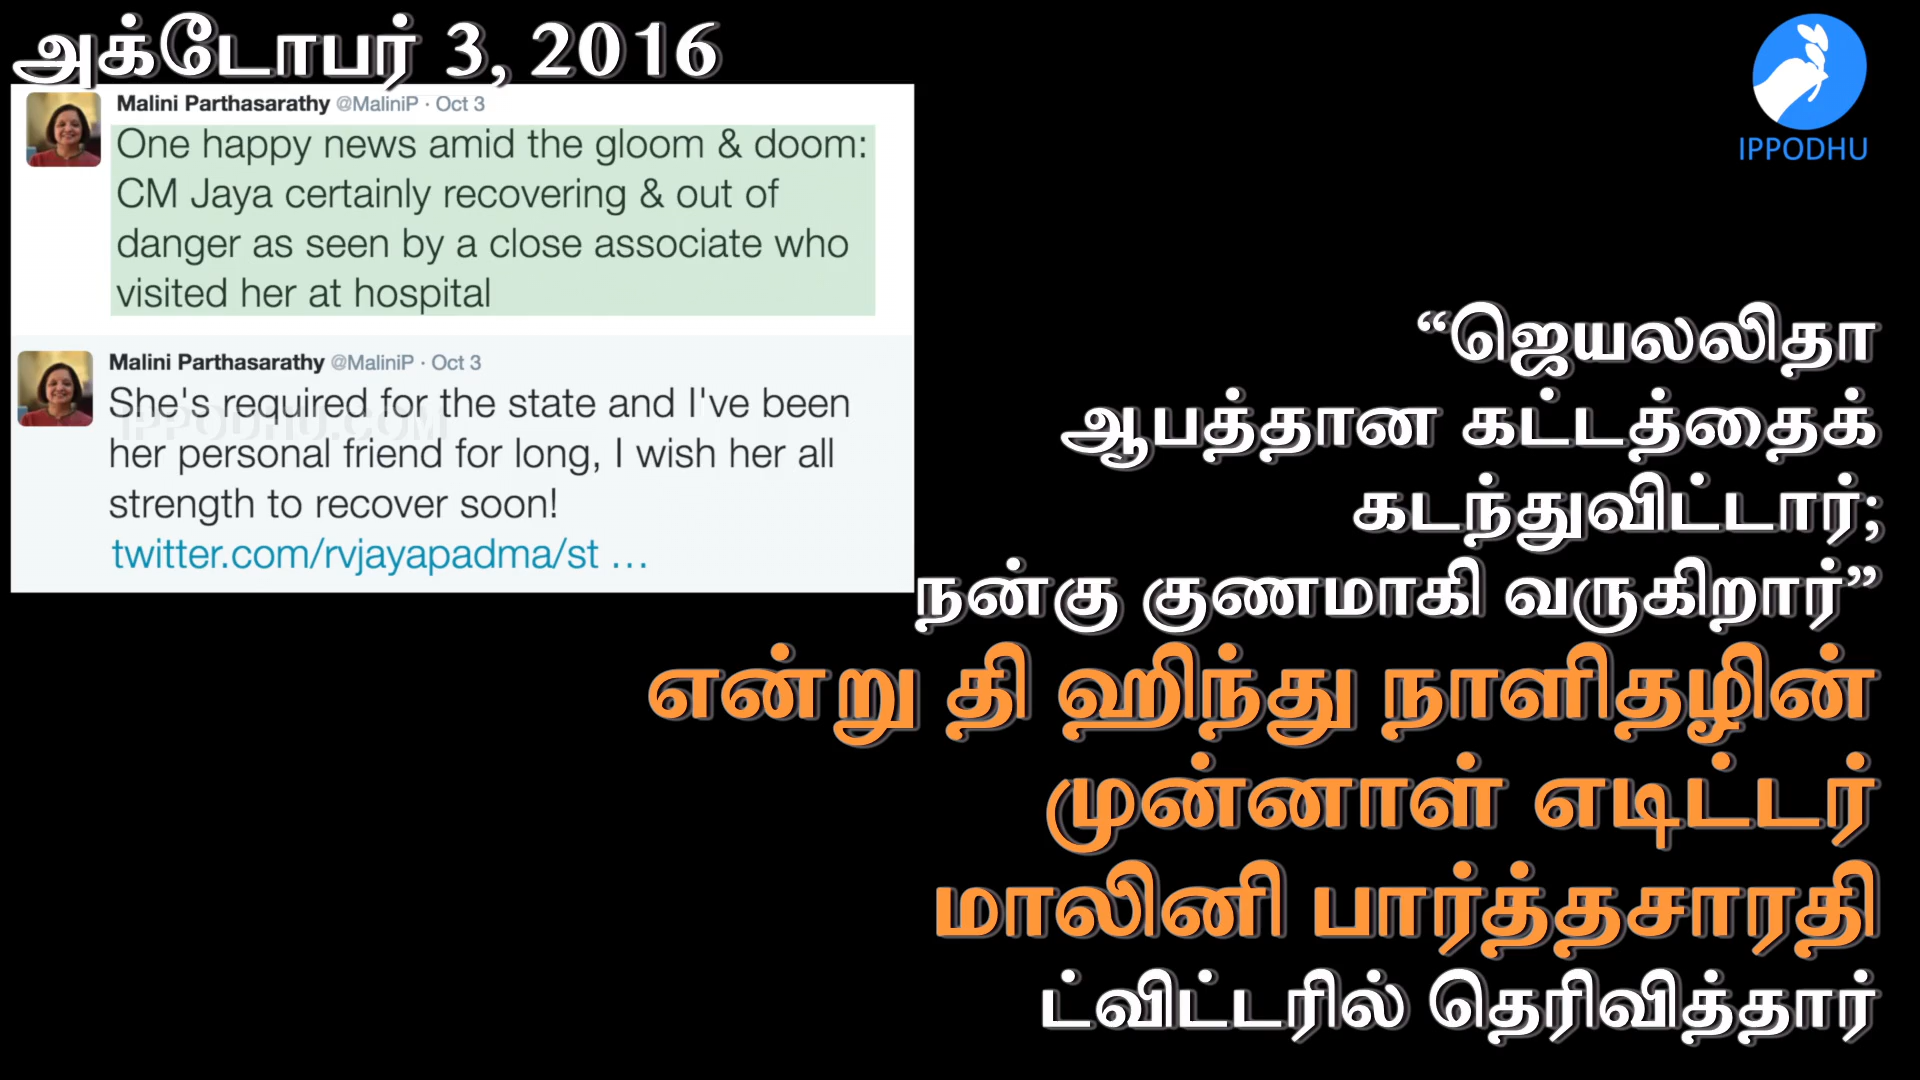 அக்டோபர் 3, 2016
IPPODHU
Malini Parthasarathy @MaliniP · Oct 3
One happy news amid the gloom & doom:
CM Jaya certainly recovering & out of
danger as seen by a close associate who
visited her at hospital
Malini Parthasarathy @MaliniP · Oct 3
She's required for the state and I've been
her personal friend for long, I wish her all
strength to recover soon!
twitter.com/rvjayapadma/st …
IPPODHU.COM
“ஜெயலலிதா
ஆபத்தான கட்டத்தைக்
கடந்துவிட்டார்;
நன்கு குணமாகி வருகிறார்”
என்று தி ஹிந்து நாளிதழின்
முன்னாள் எடிட்டர்
மாலினி பார்த்தசாரதி
ட்விட்டரில் தெரிவித்தார்